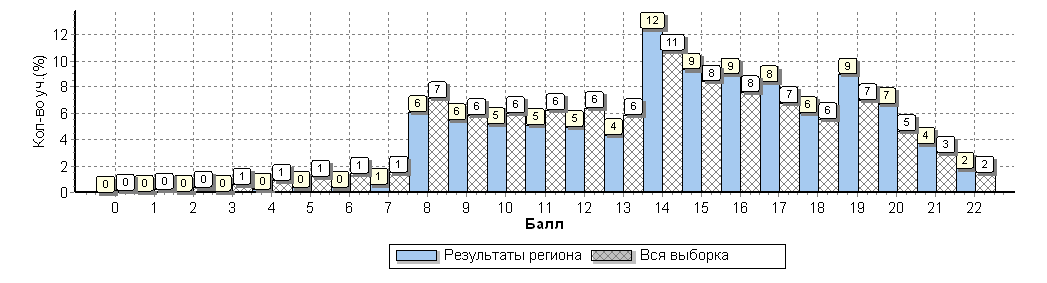 Кол-во уч.(%)
12
10
8
6
4
2
0
0 0 0 0 0 0 0 1 0 1 0 1 0 1 1 1 6 7 6 6 5 6 5 6 5 6 4 6 12 11 9 8 9 8 8 7 6 6 9 7 7 5 4 3 2 2
0 1 2 3 4 5 6 7 8 9 10 11 12 13 14 15 16 17 18 19 20 21 22
Балл
Результаты региона Вся выборка